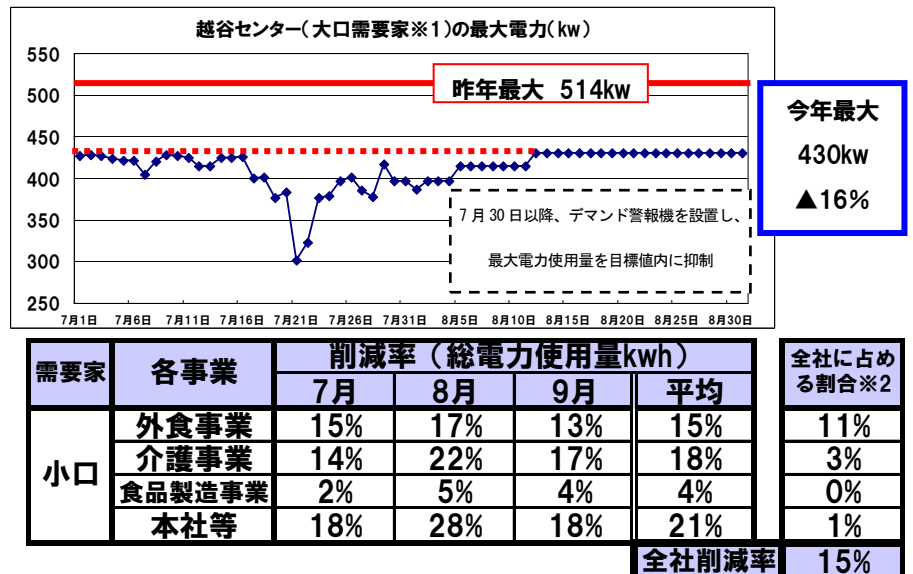 越谷センター(大口需要家※1)の最大電力(kw)
550
500
450
400
350
300
250
昨年最大 514kw
今年最大
430kw
▲16%
7月30日以降、デマンド警報機を設置し、
最大電力使用量を目標値内に抑制
7月1日 7月6日 7月11日 7月16日 7月21日 7月26日 7月31日 8月5日 8月10日 8月15日 8月20日 8月25日 8月30日
需要家 各事業 削減率(総電力使用量kwh) 全社に占め
る割合※2
7月 8月 9月 平均
小口
外食事業 15% 17% 13% 15% 11%
介護事業 14% 22% 17% 18% 3%
食品製造事業 2% 5% 4% 4% 0%
本社等 18% 28% 18% 21% 1%
全社削減率 15%